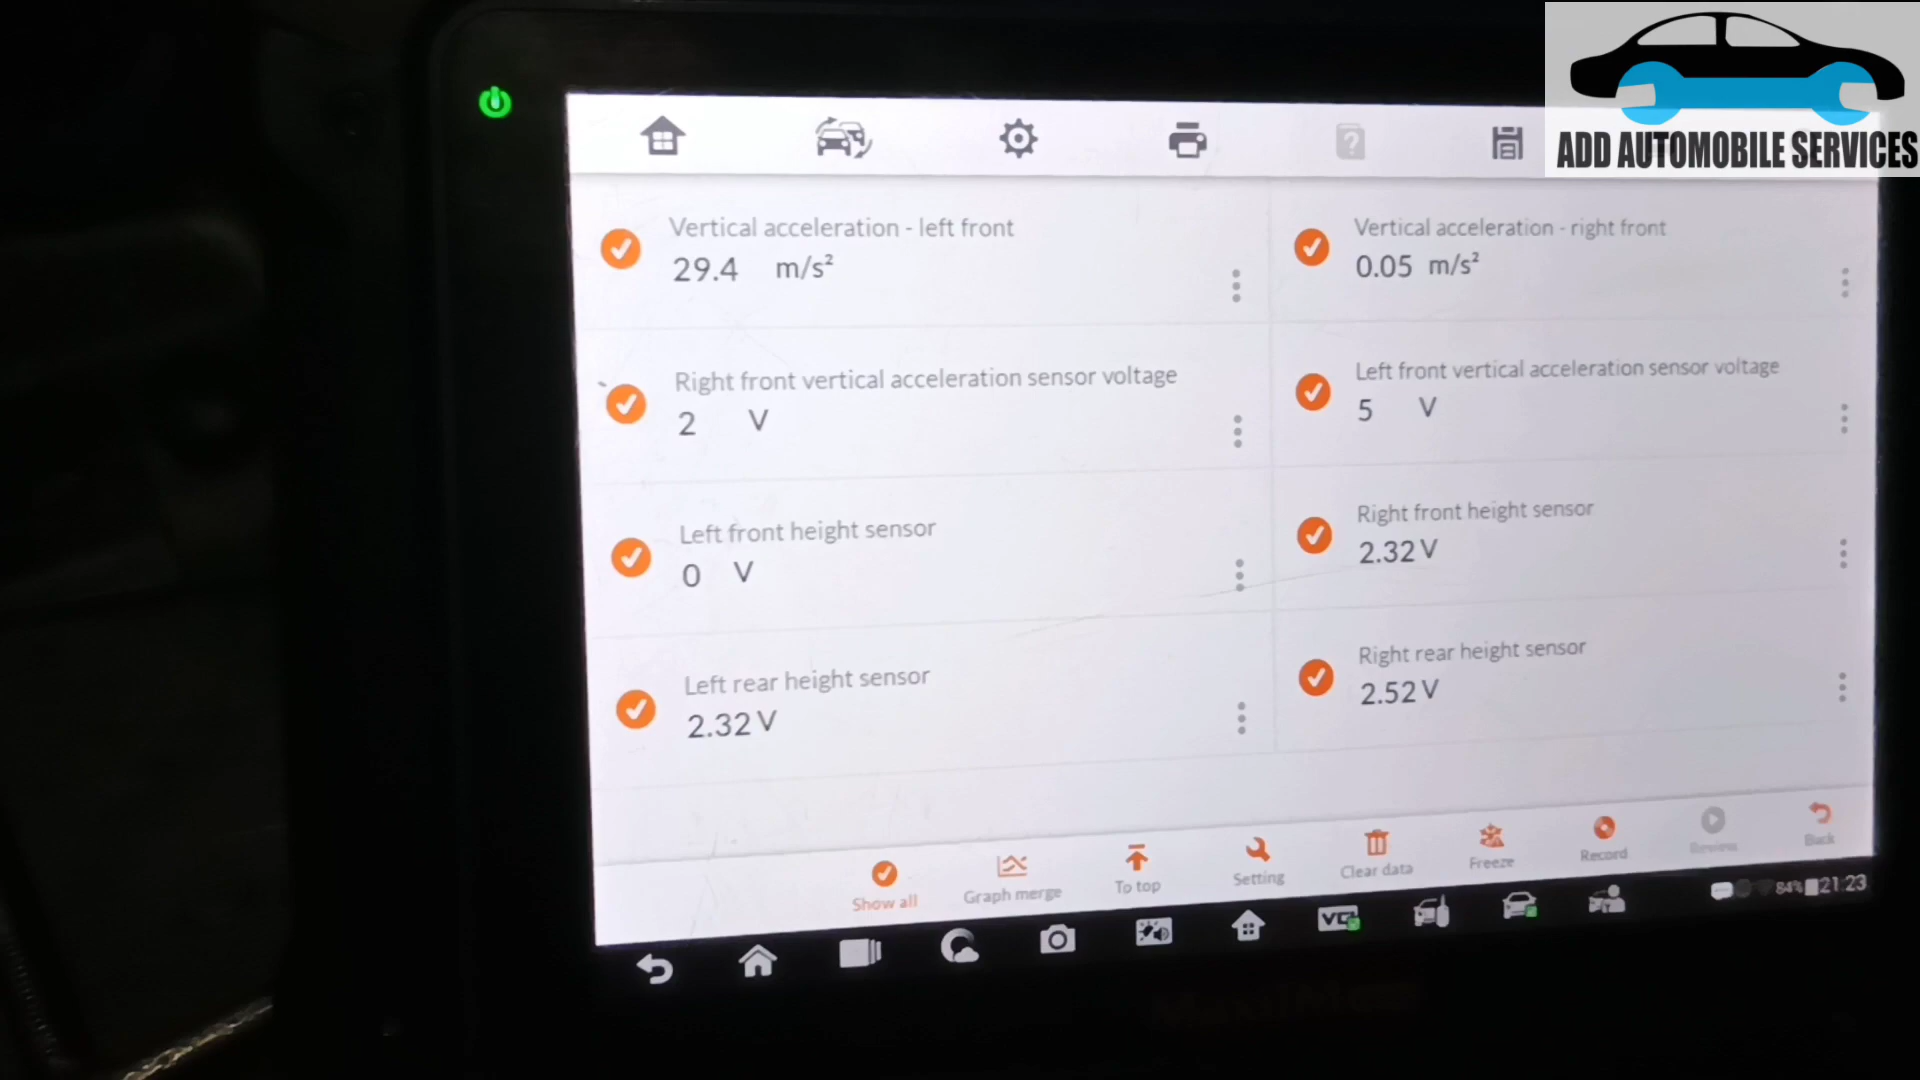 ADD AUTOMOBILE SERVICES
Vertical acceleration - left front
29.4 m/s²
Vertical acceleration - right front
0.05 m/s²
Right front vertical acceleration sensor voltage
2 V
Left front vertical acceleration sensor voltage
5 V
Left front height sensor
0 V
Right front height sensor
2.32 V
Left rear height sensor
2.32 V
Right rear height sensor
2.52 V
Show all
Graph merge
To top
Setting
Clear data
Freeze
Record
Review
Back
VCI
84%
21:23